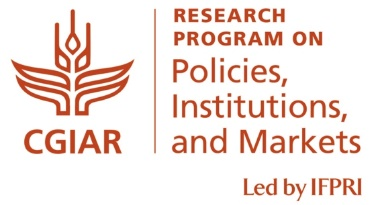 CGIAR
RESEARCH
PROGRAM ON
Policies,
Institutions,
and Markets
Led by IFPRI